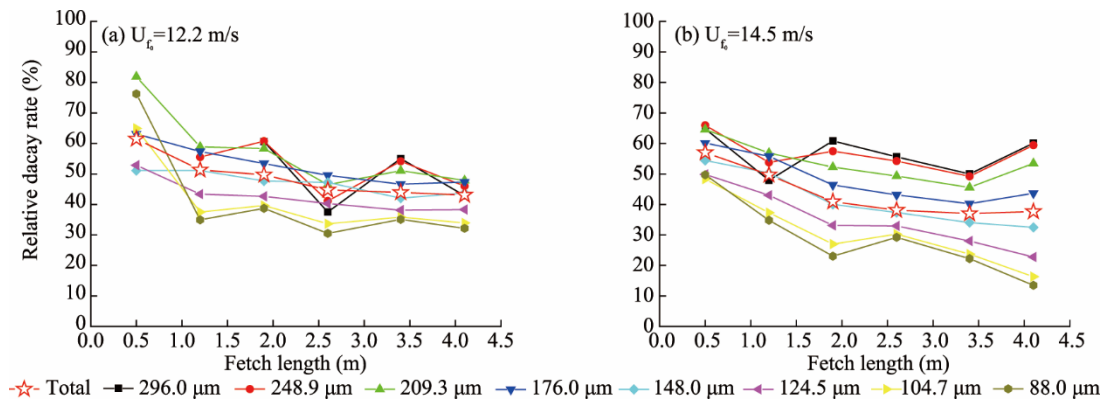 100
90
80
70
60
50
40
30
20
10
0
Relative dacay rate (%)
(a) U_f₀=12.2 m/s
0.0 0.5 1.0 1.5 2.0 2.5 3.0 3.5 4.0 4.5
Fetch length (m)
100
90
80
70
60
50
40
30
20
10
0
(b) U_f₀=14.5 m/s
0.0 0.5 1.0 1.5 2.0 2.5 3.0 3.5 4.0 4.5
Fetch length (m)
Total 296.0 μm 248.9 μm 209.3 μm 176.0 μm 148.0 μm 124.5 μm 104.7 μm 88.0 μm